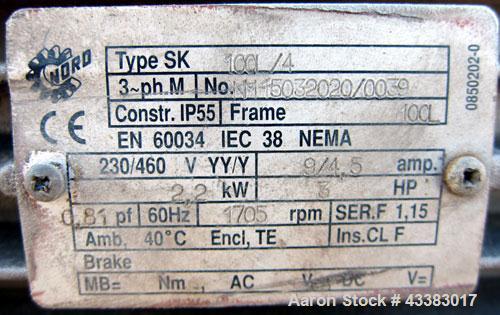 NORD
Type SK 100L/4
3~ph.M No. 15032020/0039
Constr. IP55 Frame 100L
CE
EN 60034 IEC 38 NEMA
230/460 V YY/Y 9/4,5 amp.
2,2 kW 3 HP
0,81 pf 60Hz 1705 rpm SER.F 1,15
Amb. 40°C Encl, TE Ins.CL F
Brake
MB= Nm, AC V DC V=
0850202-0
Aaron Stock # 43383017